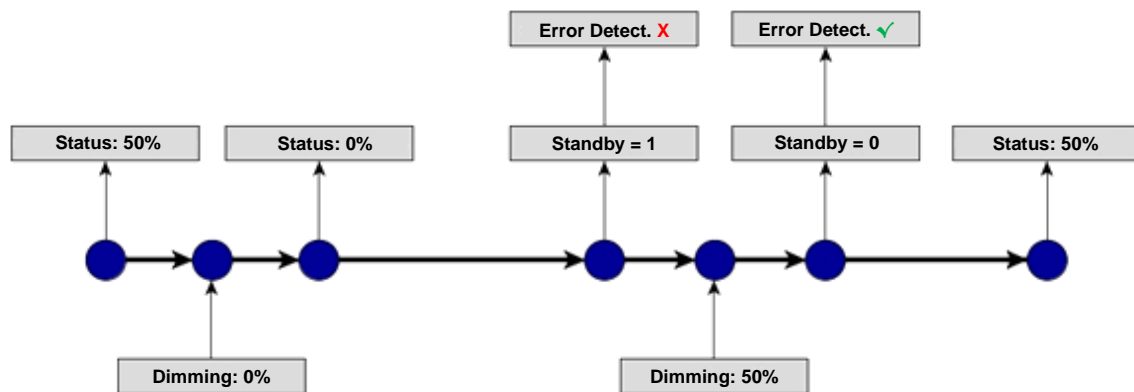 Error Detect. X
Error Detect. ✓
Status: 50%
Status: 0%
Standby = 1
Standby = 0
Status: 50%
Dimming: 0%
Dimming: 50%